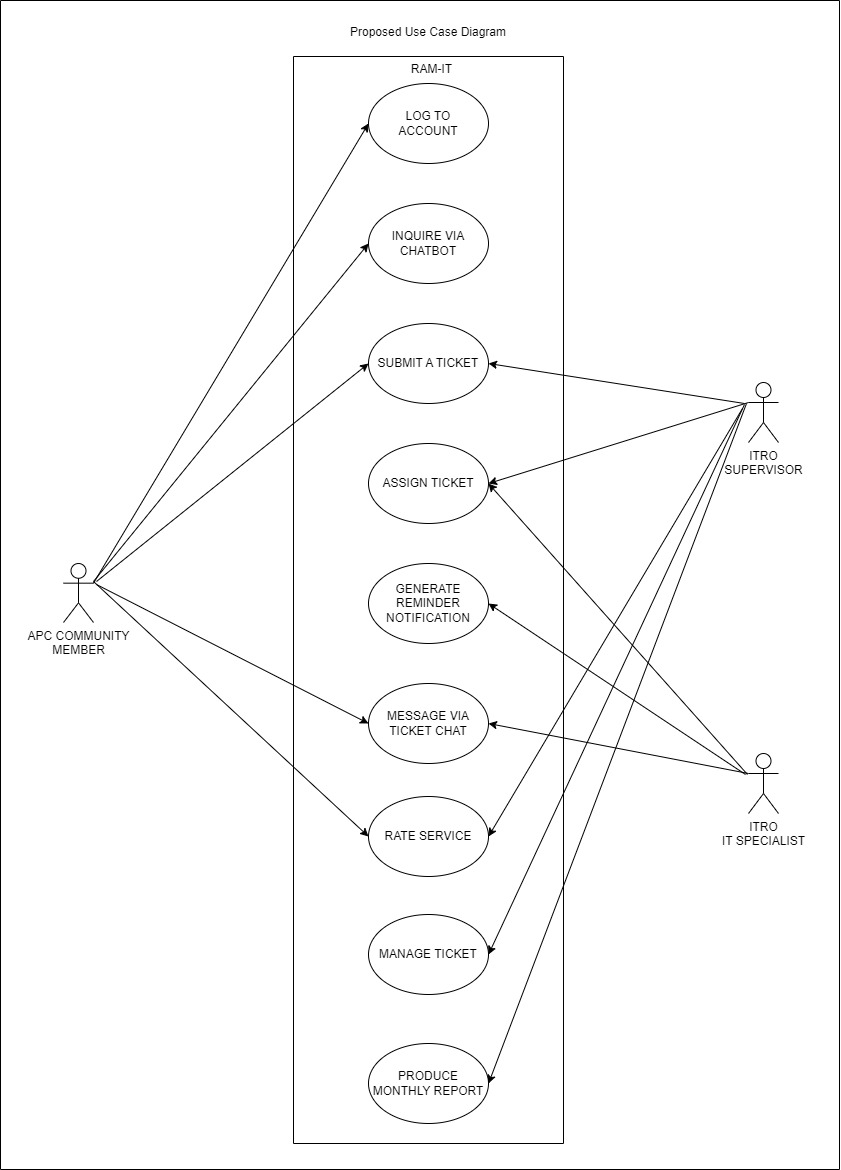 Proposed Use Case Diagram
RAM-IT
LOG TO
ACCOUNT
INQUIRE VIA
CHATBOT
SUBMIT A TICKET
ASSIGN TICKET
GENERATE
REMINDER
NOTIFICATION
MESSAGE VIA
TICKET CHAT
RATE SERVICE
MANAGE TICKET
PRODUCE
MONTHLY REPORT
APC COMMUNITY
MEMBER
ITRO
SUPERVISOR
ITRO
IT SPECIALIST